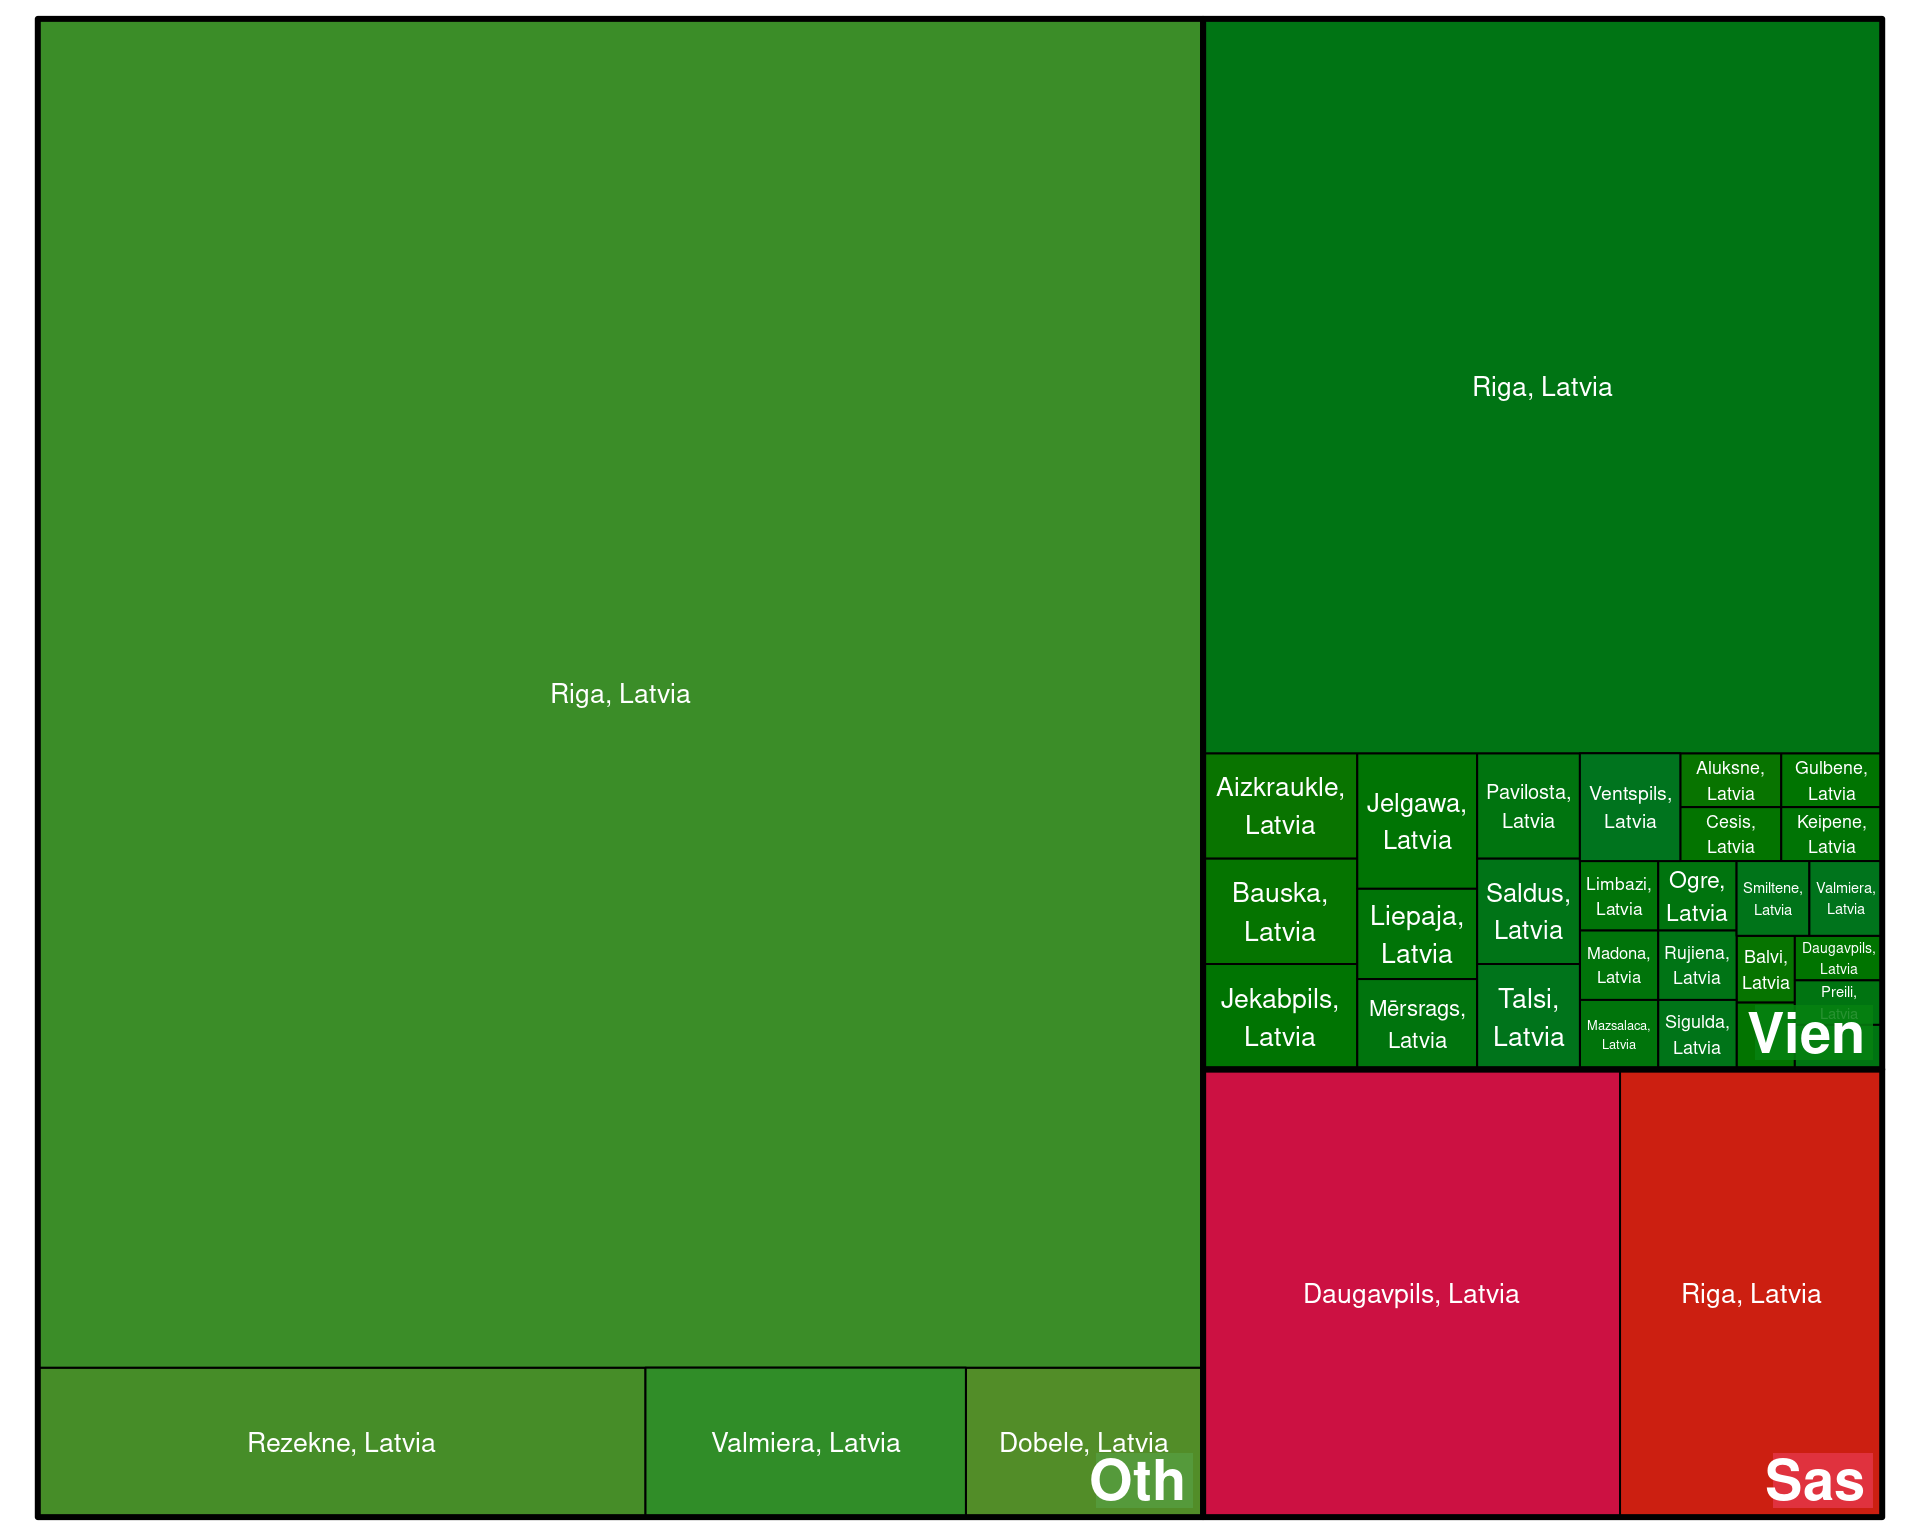 Riga, Latvia
Rezekne, Latvia
Valmiera, Latvia
Dobele, Latvia
Oth
Riga, Latvia
Aizkraukle,
Latvia
Bauska,
Latvia
Jekabpils,
Latvia
Jelgawa,
Latvia
Liepaja,
Latvia
Mērsrags,
Latvia
Pavilosta,
Latvia
Saldus,
Latvia
Talsi,
Latvia
Ventspils,
Latvia
Aluksne,
Latvia
Gulbene,
Latvia
Cesis,
Latvia
Keipene,
Latvia
Limbazi,
Latvia
Madona,
Latvia
Mazsalaca,
Latvia
Ogre,
Latvia
Rujiena,
Latvia
Sigulda,
Latvia
Smiltene,
Latvia
Valmiera,
Latvia
Balvi,
Latvia
Daugavpils,
Latvia
Preili,
Latvia
Vien
Daugavpils, Latvia
Riga, Latvia
Sas